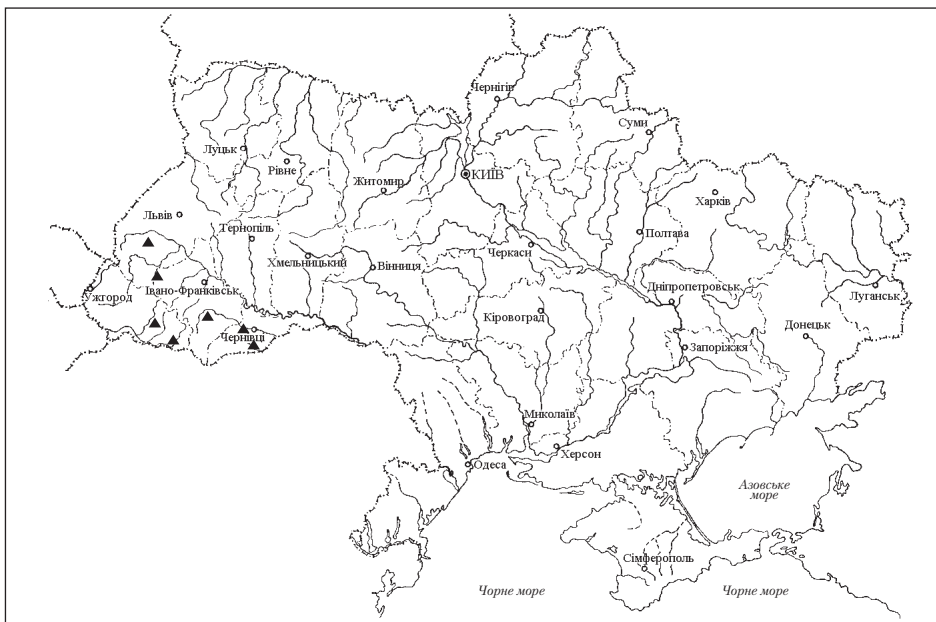 Чернігів
Суми
Луцьк
Рівне
КИЇВ
Житомир
Харків
Львів
Тернопіль
Полтава
Черкаси
Хмельницький
Вінниця
Ужгород
Івано-Франківськ
Дніпропетровськ
Луганськ
Кіровоград
Донецьк
Чернівці
Запоріжжя
Миколаїв
Херсон
Одеса
Азовське
море
Сімферополь
Чорне море
Чорне море